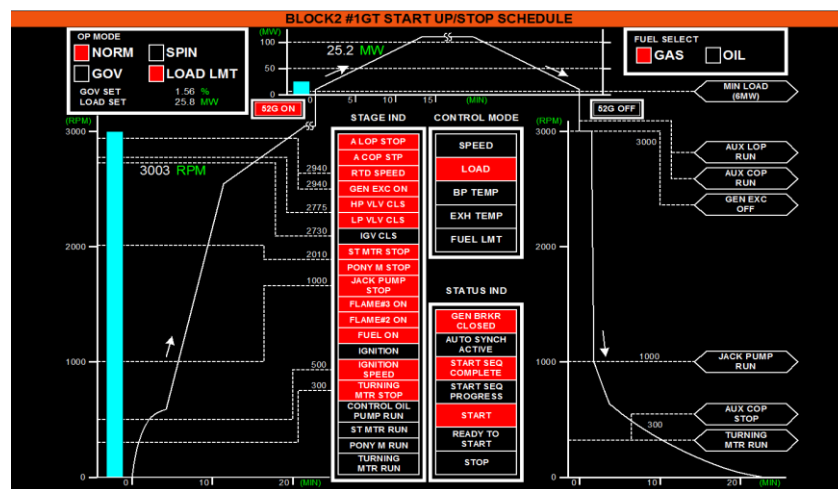 BLOCK2 #1GT START UP/STOP SCHEDULE
OP MODE
NORM SPIN
GOV LOAD LMT
GOV SET 1.56 %
LOAD SET 25.8 MW
(MW)
100
50
0
25.2 MW
0 5 10 15 (MIN)
FUEL SELECT
GAS OIL
MIN LOAD
(6MW)
52G ON
52G OFF
(RPM)
3000
2000
1000
0
3003 RPM
0 10 20 (MIN)
2940
2940
2775
2730
2010
1000
500
300
STAGE IND
A LOP STOP
A COP STP
RTD SPEED
GEN EXC ON
HP VLV CLS
LP VLV CLS
IGV CLS
ST MTR STOP
PONY M STOP
JACK PUMP
STOP
FLAME#3 ON
FLAME#2 ON
FUEL ON
IGNITION
IGNITION
SPEED
TURNING
MTR STOP
CONTROL OIL
PUMP RUN
ST MTR RUN
PONY M RUN
TURNING
MTR RUN
CONTROL MODE
SPEED
LOAD
BP TEMP
EXH TEMP
FUEL LMT
STATUS IND
GEN BRKR
CLOSED
AUTO SYNCH
ACTIVE
START SEQ
COMPLETE
START SEQ
PROGRESS
START
READY TO
START
STOP
(RPM)
3000
2000
1000
0
0 10 20 (MIN)
3000
1000
300
AUX LOP
RUN
AUX COP
RUN
GEN EXC
OFF
JACK PUMP
RUN
AUX COP
STOP
TURNING
MTR RUN